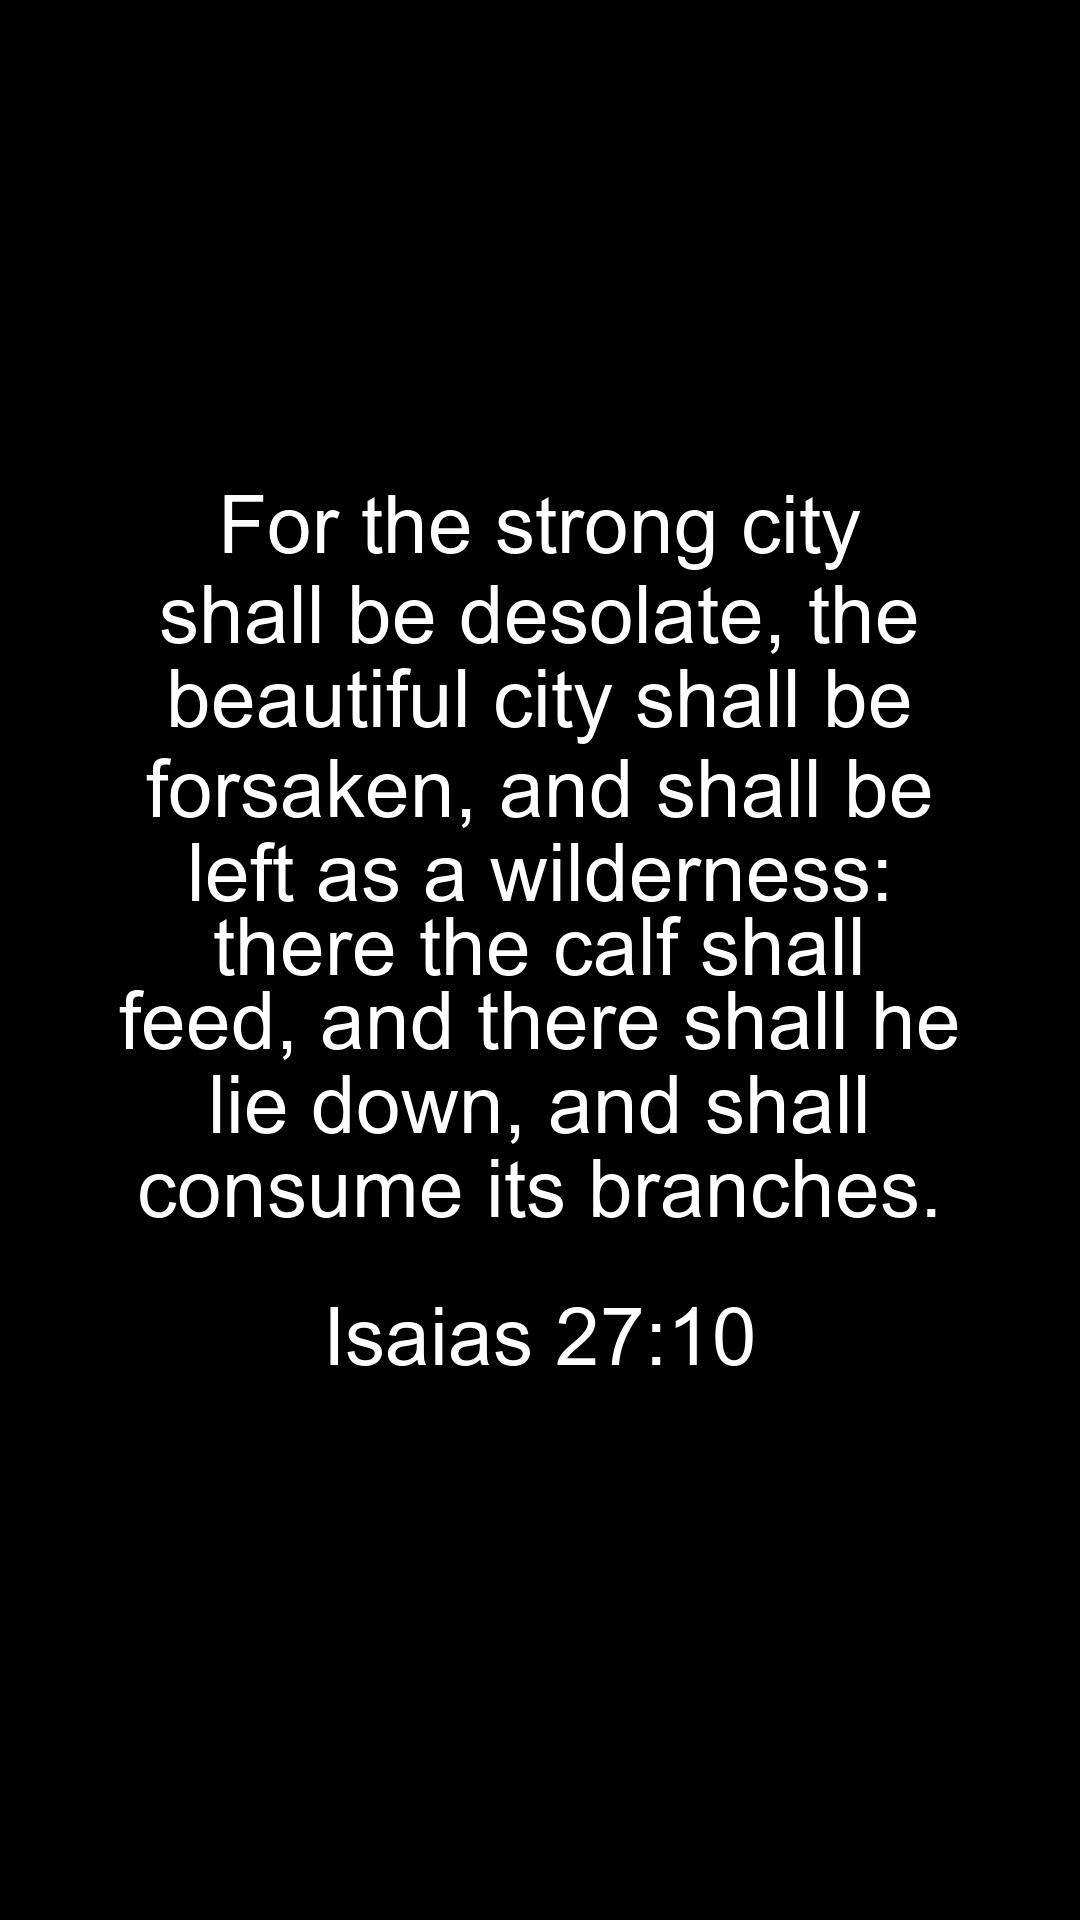 For the strong city
shall be desolate, the
beautiful city shall be
forsaken, and shall be
left as a wilderness:
there the calf shall
feed, and there shall he
lie down, and shall
consume its branches.
Isaias 27:10